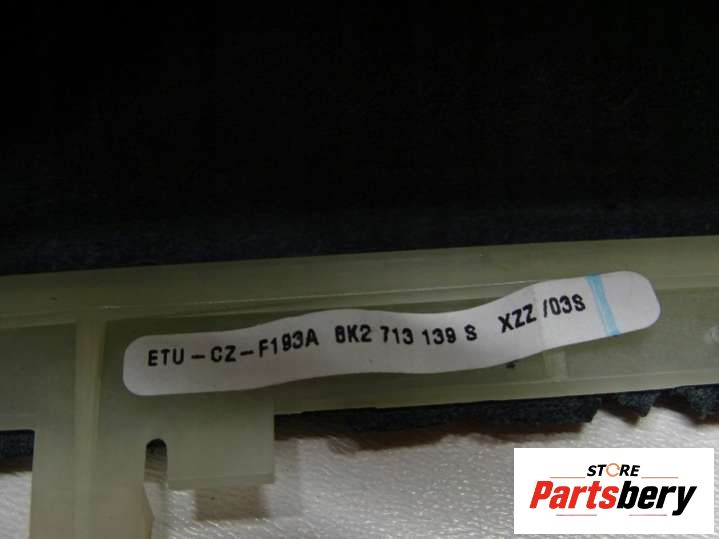 ETU-CZ-F193A 8K2 713 139 S XZZ /03S
STORE
Partsbery